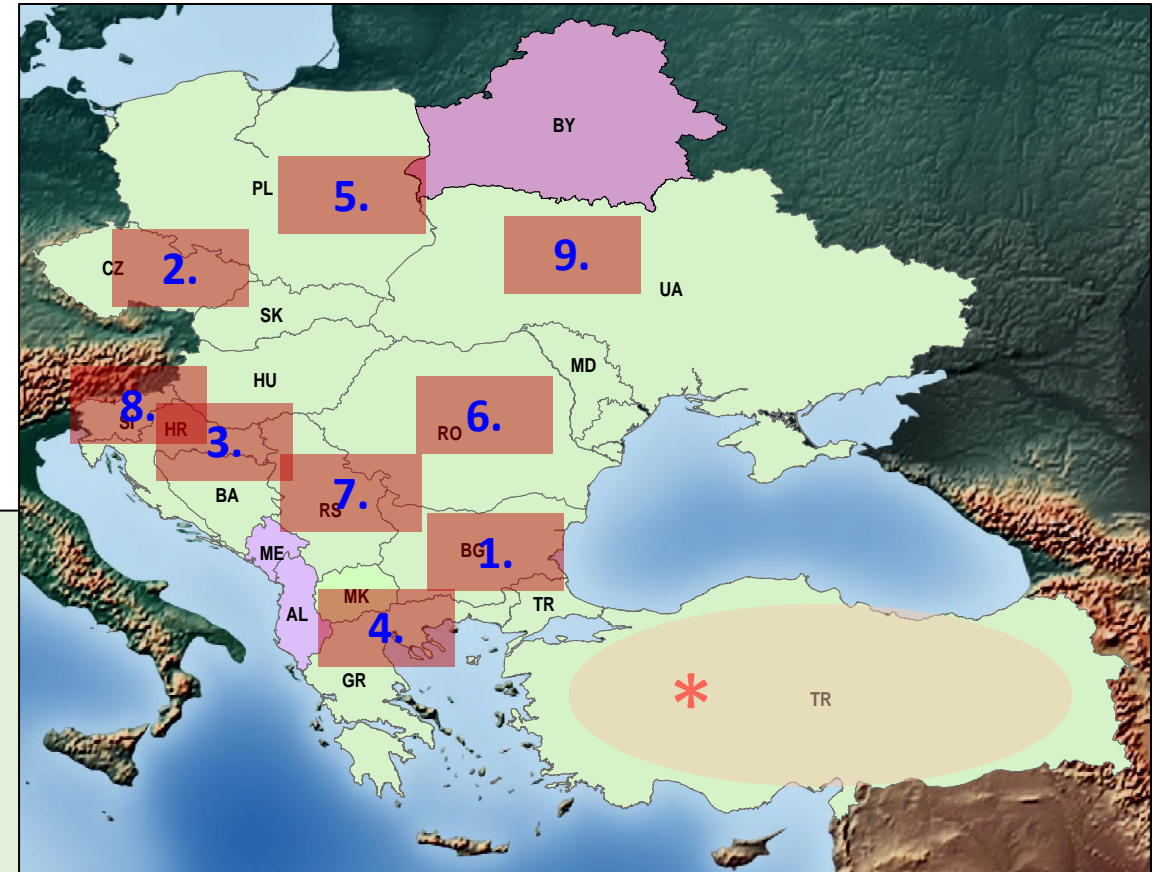 BY
PL
5.
CZ
2.
9.
UA
SK
MD
HU
8.
SI
HR
3.
RO
6.
BA
RS
7.
ME
BG
1.
MK
TR
AL
4.
GR
*
TR